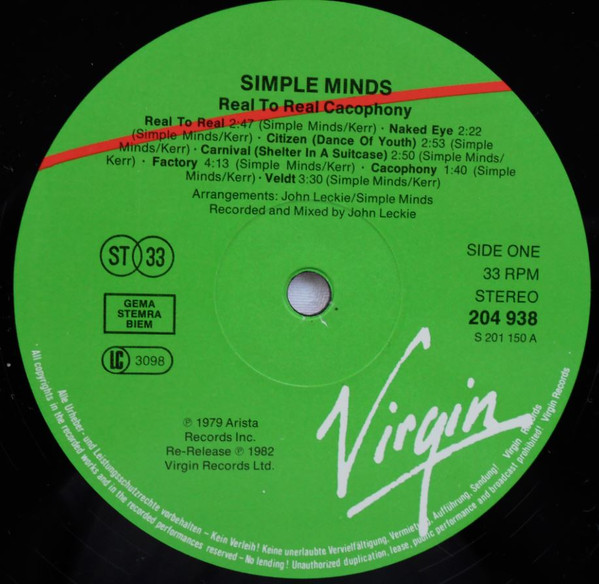 SIMPLE MINDS
Real To Real Cacophony
Real To Real 2:47 (Simple Minds/Kerr) · Naked Eye 2:22
(Simple Minds/Kerr) · Citizen (Dance Of Youth) 2:53 (Simple
Minds/Kerr) · Carnival (Shelter In A Suitcase) 2:50 (Simple Minds/
Kerr) · Factory 4:13 (Simple Minds/Kerr) · Cacophony 1:40 (Simple
Minds/Kerr) · Veldt 3:30 (Simple Minds/Kerr)
Arrangements: John Leckie/Simple Minds
Recorded and Mixed by John Leckie
ST 33
GEMA
STEMRA
BIEM
LC 3098
SIDE ONE
33 RPM
STEREO
204 938
S 201 150 A
℗ 1979 Arista
Records Inc.
Re-Release ℗ 1982
Virgin Records Ltd.
Virgin
Alle Urheber- und Leistungsschutzrechte vorbehalten – Kein Verleih! Keine unerlaubte Vervielfältigung, Vermietung, Aufführung, Sendung! Virgin Records
All copyrights in the recorded works and in the recorded performances reserved – No lending! Unauthorized duplication, lease, public performance and broadcast prohibited! Virgin Records